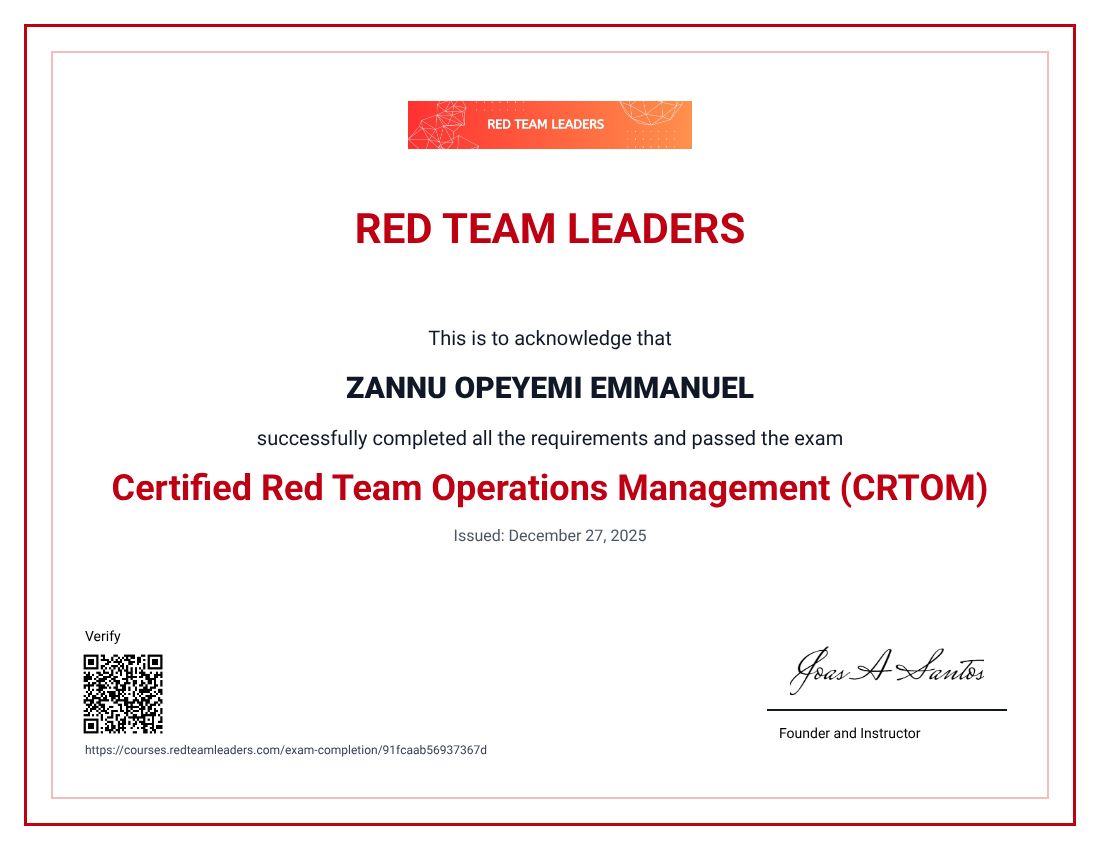 RED TEAM LEADERS
RED TEAM LEADERS
This is to acknowledge that
ZANNU OPEYEMI EMMANUEL
successfully completed all the requirements and passed the exam
Certified Red Team Operations Management (CRTOM)
Issued: December 27, 2025
Verify
https://courses.redteamleaders.com/exam-completion/91fcaab56937367d
Joas A Santos
Founder and Instructor